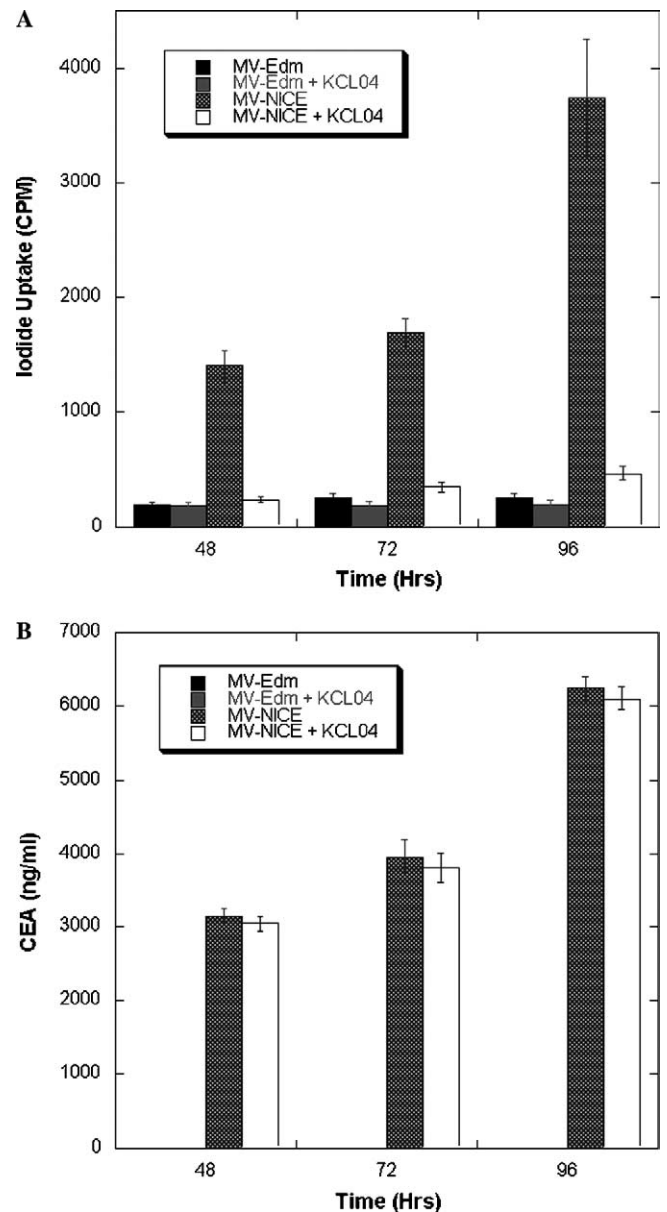 A
MV-Edm
MV-Edm + KCL04
MV-NICE
MV-NICE + KCL04
4000
3000
2000
1000
0
Iodide Uptake (CPM)
48
72
96
Time (Hrs)
B
7000
6000
5000
4000
3000
2000
1000
0
MV-Edm
MV-Edm + KCL04
MV-NICE
MV-NICE + KCL04
CEA (ng/ml)
48
72
96
Time (Hrs)